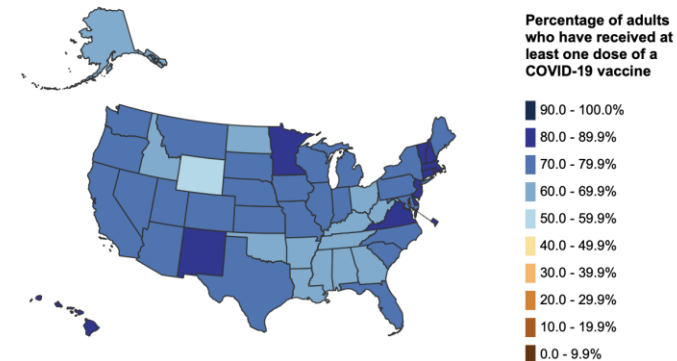 Percentage of adults
who have received at
least one dose of a
COVID-19 vaccine
90.0 - 100.0%
80.0 - 89.9%
70.0 - 79.9%
60.0 - 69.9%
50.0 - 59.9%
40.0 - 49.9%
30.0 - 39.9%
20.0 - 29.9%
10.0 - 19.9%
0.0 - 9.9%